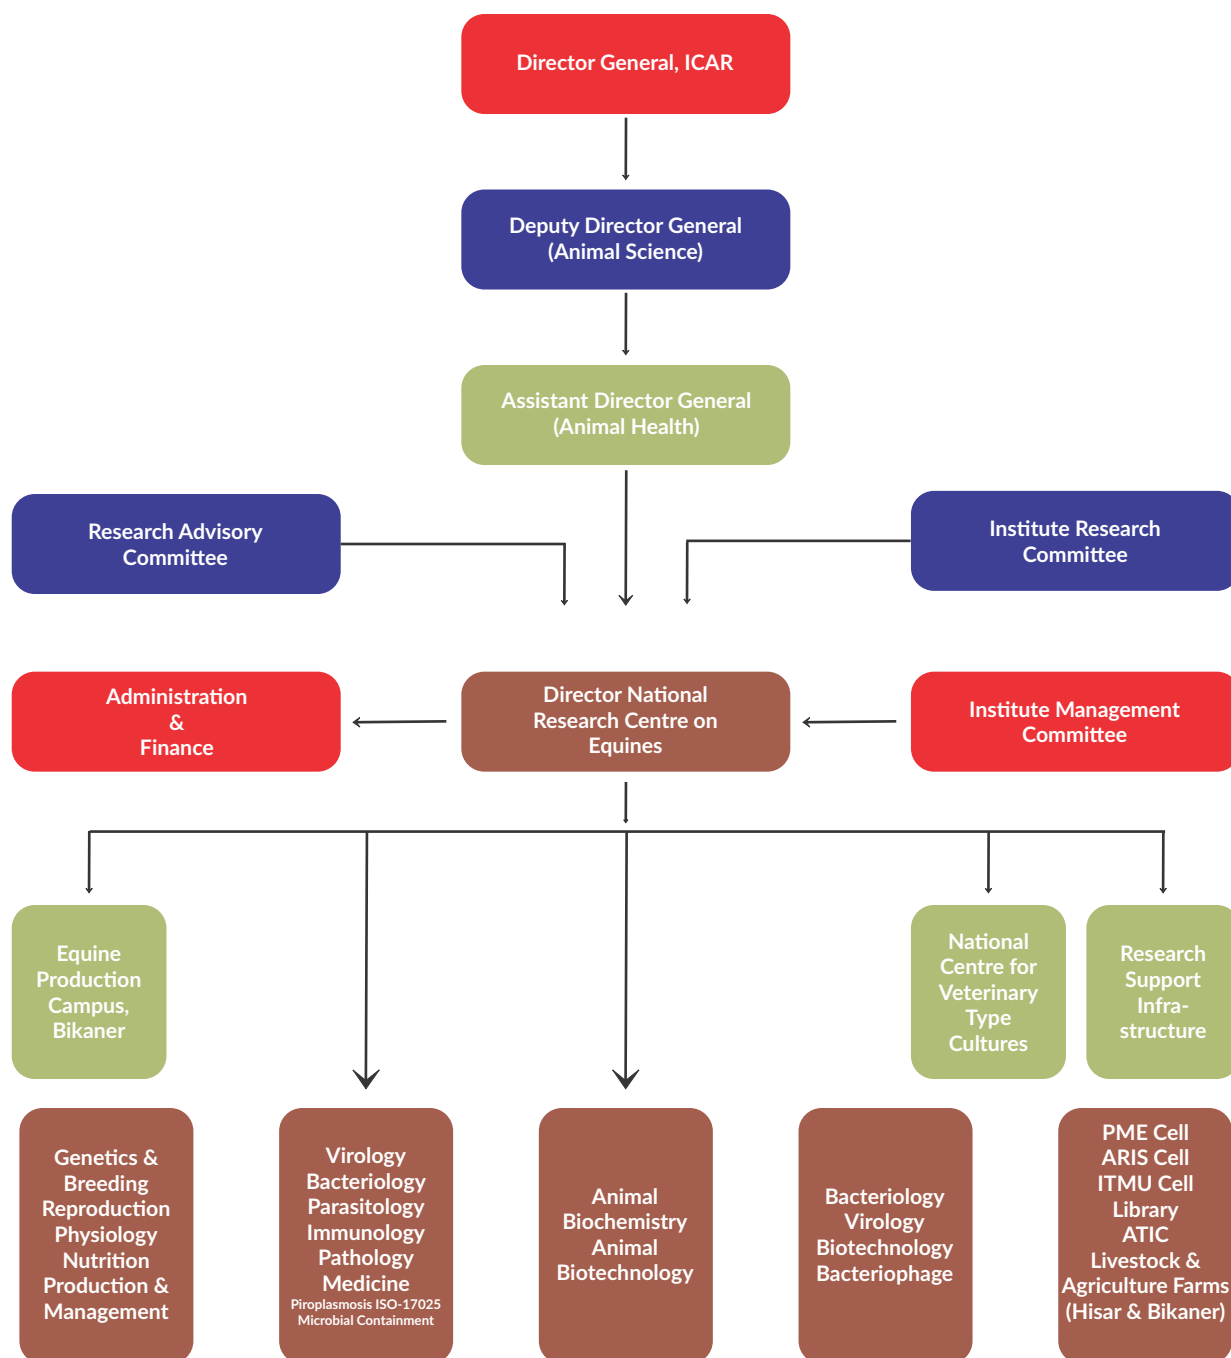 Director General, ICAR
Deputy Director General
(Animal Science)
Assistant Director General
(Animal Health)
Research Advisory
Committee
Institute Research
Committee
Administration
&
Finance
Director National
Research Centre on
Equines
Institute Management
Committee
Equine
Production
Campus,
Bikaner
National
Centre for
Veterinary
Type
Cultures
Research
Support
Infra-
structure
Genetics &
Breeding
Reproduction
Physiology
Nutrition
Production &
Management
Virology
Bacteriology
Parasitology
Immunology
Pathology
Medicine
Piroplasmosis ISO-17025
Microbial Containment
Animal
Biochemistry
Animal
Biotechnology
Bacteriology
Virology
Biotechnology
Bacteriophage
PME Cell
ARIS Cell
ITMU Cell
Library
ATIC
Livestock &
Agriculture Farms
(Hisar & Bikaner)